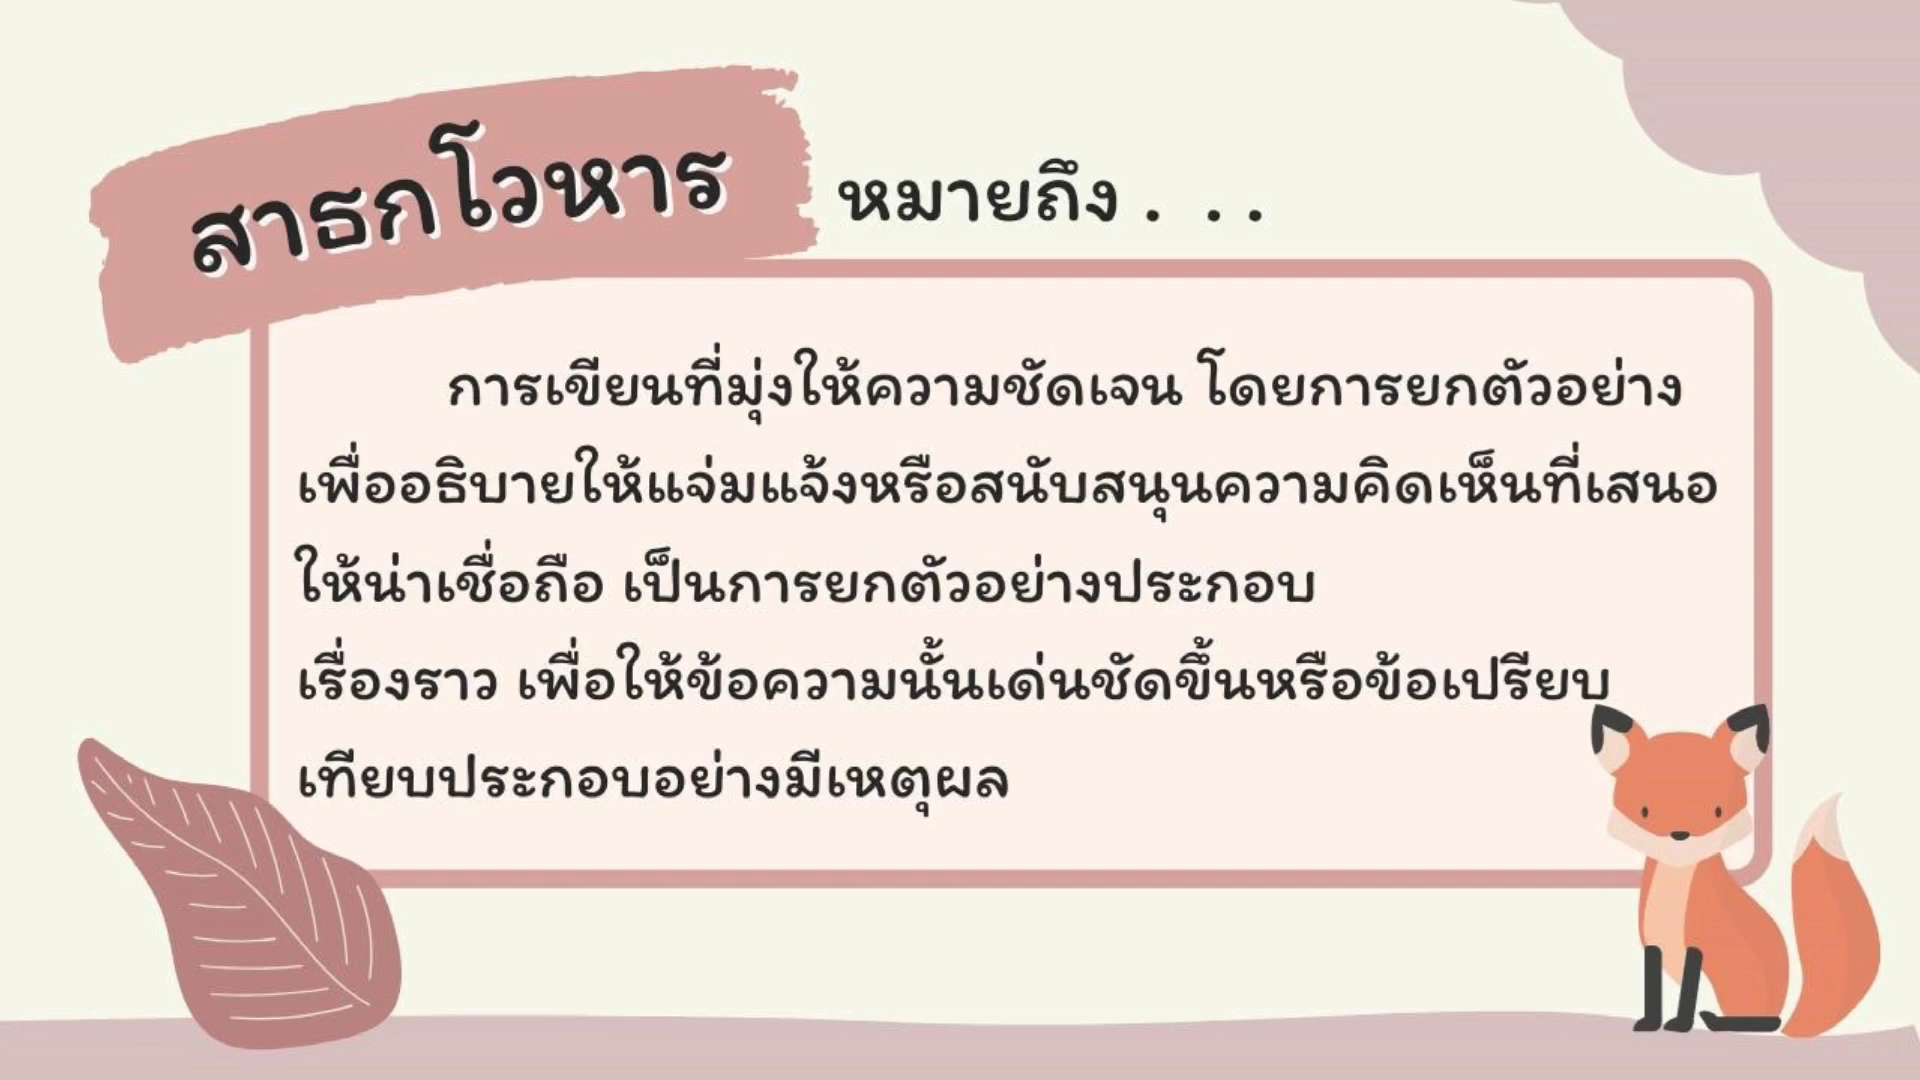 สาธกโวหาร หมายถึง . . .
การเขียนที่มุ่งให้ความชัดเจน โดยการยกตัวอย่าง
เพื่ออธิบายให้แจ่มแจ้งหรือสนับสนุนความคิดเห็นที่เสนอ
ให้น่าเชื่อถือ เป็นการยกตัวอย่างประกอบ
เรื่องราว เพื่อให้ข้อความนั้นเด่นชัดขึ้นหรือข้อเปรียบ
เทียบประกอบอย่างมีเหตุผล